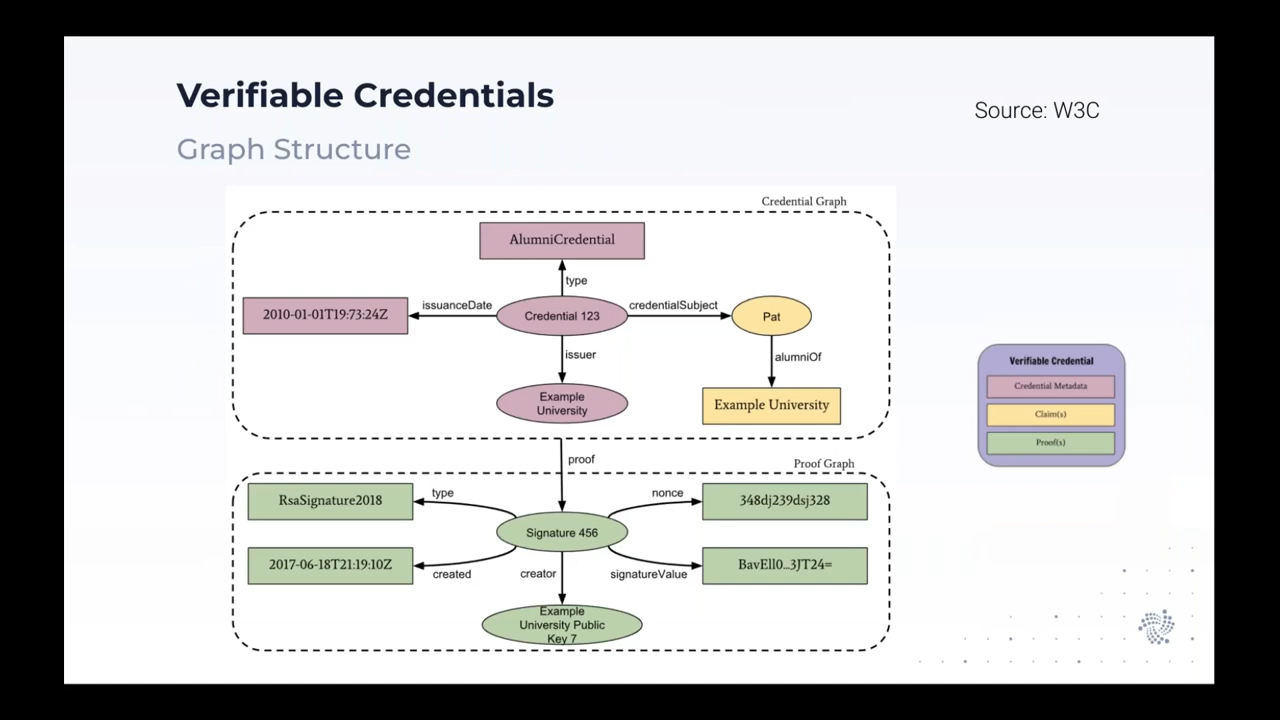 Verifiable Credentials
Source: W3C
Graph Structure
Credential Graph
AlumniCredential
type
issuanceDate
credentialSubject
2010-01-01T19:73:24Z
Credential 123
Pat
issuer
alumniOf
Example
University
Example University
Verifiable Credential
Credential Metadata
Claim(s)
Proof(s)
proof
Proof Graph
RsaSignature2018
type
nonce
348dj239dsj328
Signature 456
2017-06-18T21:19:10Z
created
creator
signatureValue
BavEll0...3JT24=
Example
University Public
Key 7